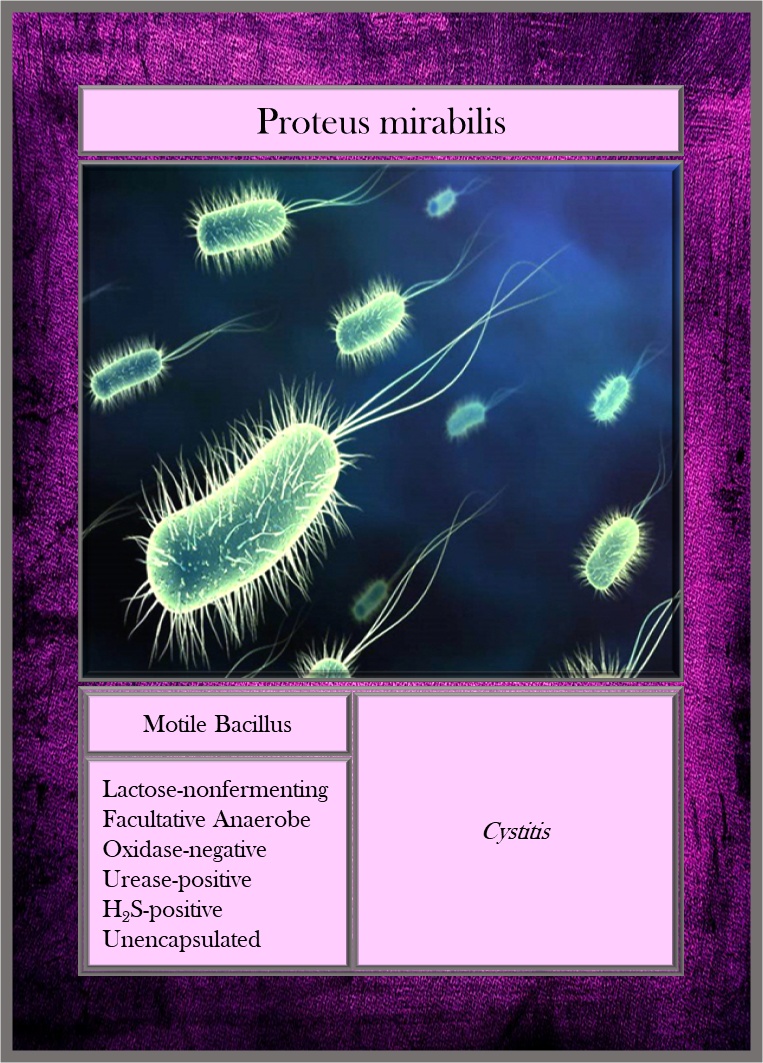 Proteus mirabilis
Motile Bacillus
Lactose-nonfermenting
Facultative Anaerobe
Oxidase-negative
Urease-positive
H₂S-positive
Unencapsulated
Cystitis